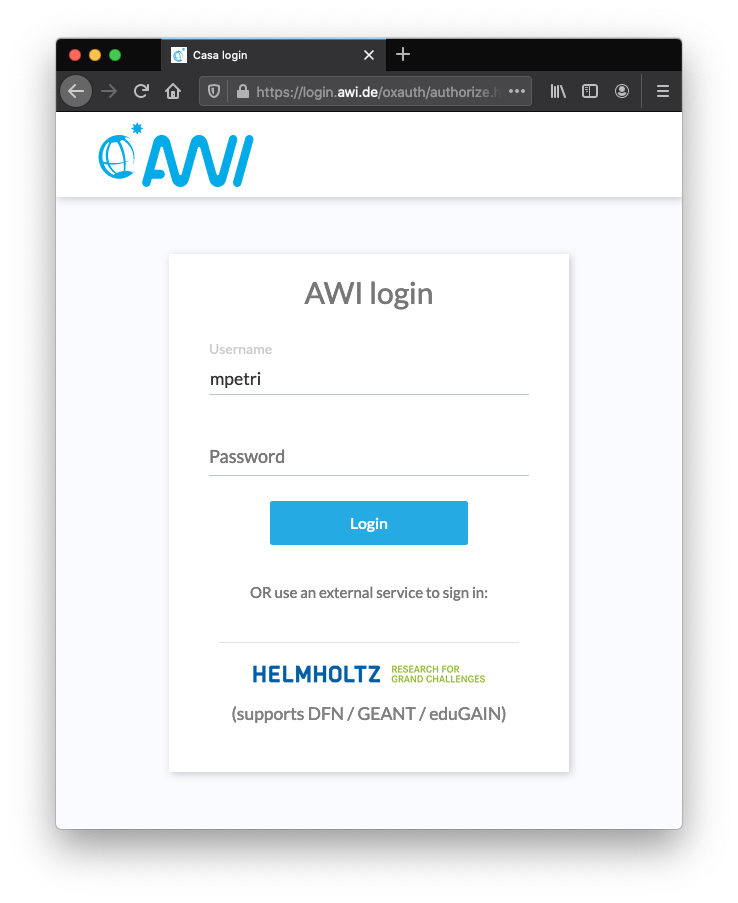 Casa login
https://login.awi.de/oxauth/authorize.h
AWI
AWI login
Username
mpetri
Password
Login
OR use an external service to sign in:
HELMHOLTZ RESEARCH FOR
GRAND CHALLENGES
(supports DFN / GEANT / eduGAIN)